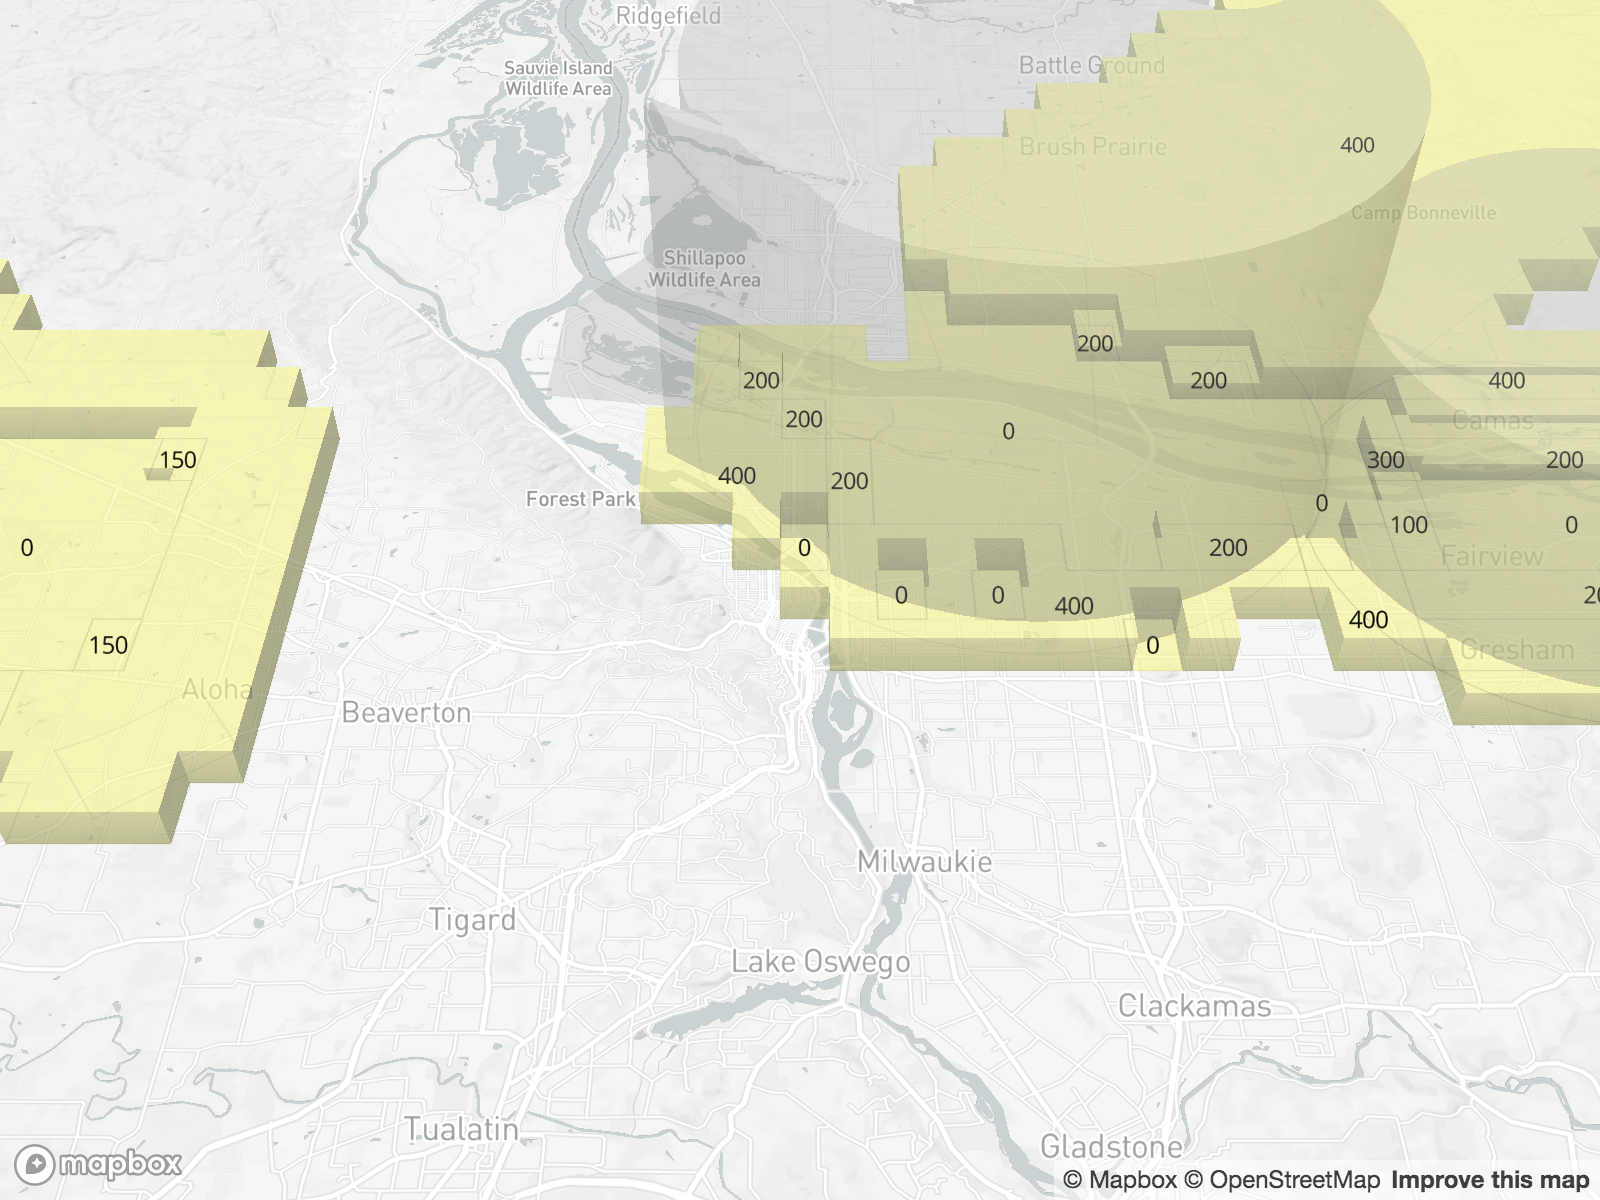 Ridgefield
Sauvie Island
Wildlife Area
Battle Ground
Brush Prairie
400
Camp Bonneville
Shillapoo
Wildlife Area
200
200
200
400
200
Camas
0
300
200
150
400
200
Forest Park
0
100
0
0
0
200
Fairview
0
0
400
400
150
0
Gresham
Aloha
Beaverton
Milwaukie
Tigard
Lake Oswego
Clackamas
Tualatin
Gladstone
mapbox
© Mapbox © OpenStreetMap Improve this map